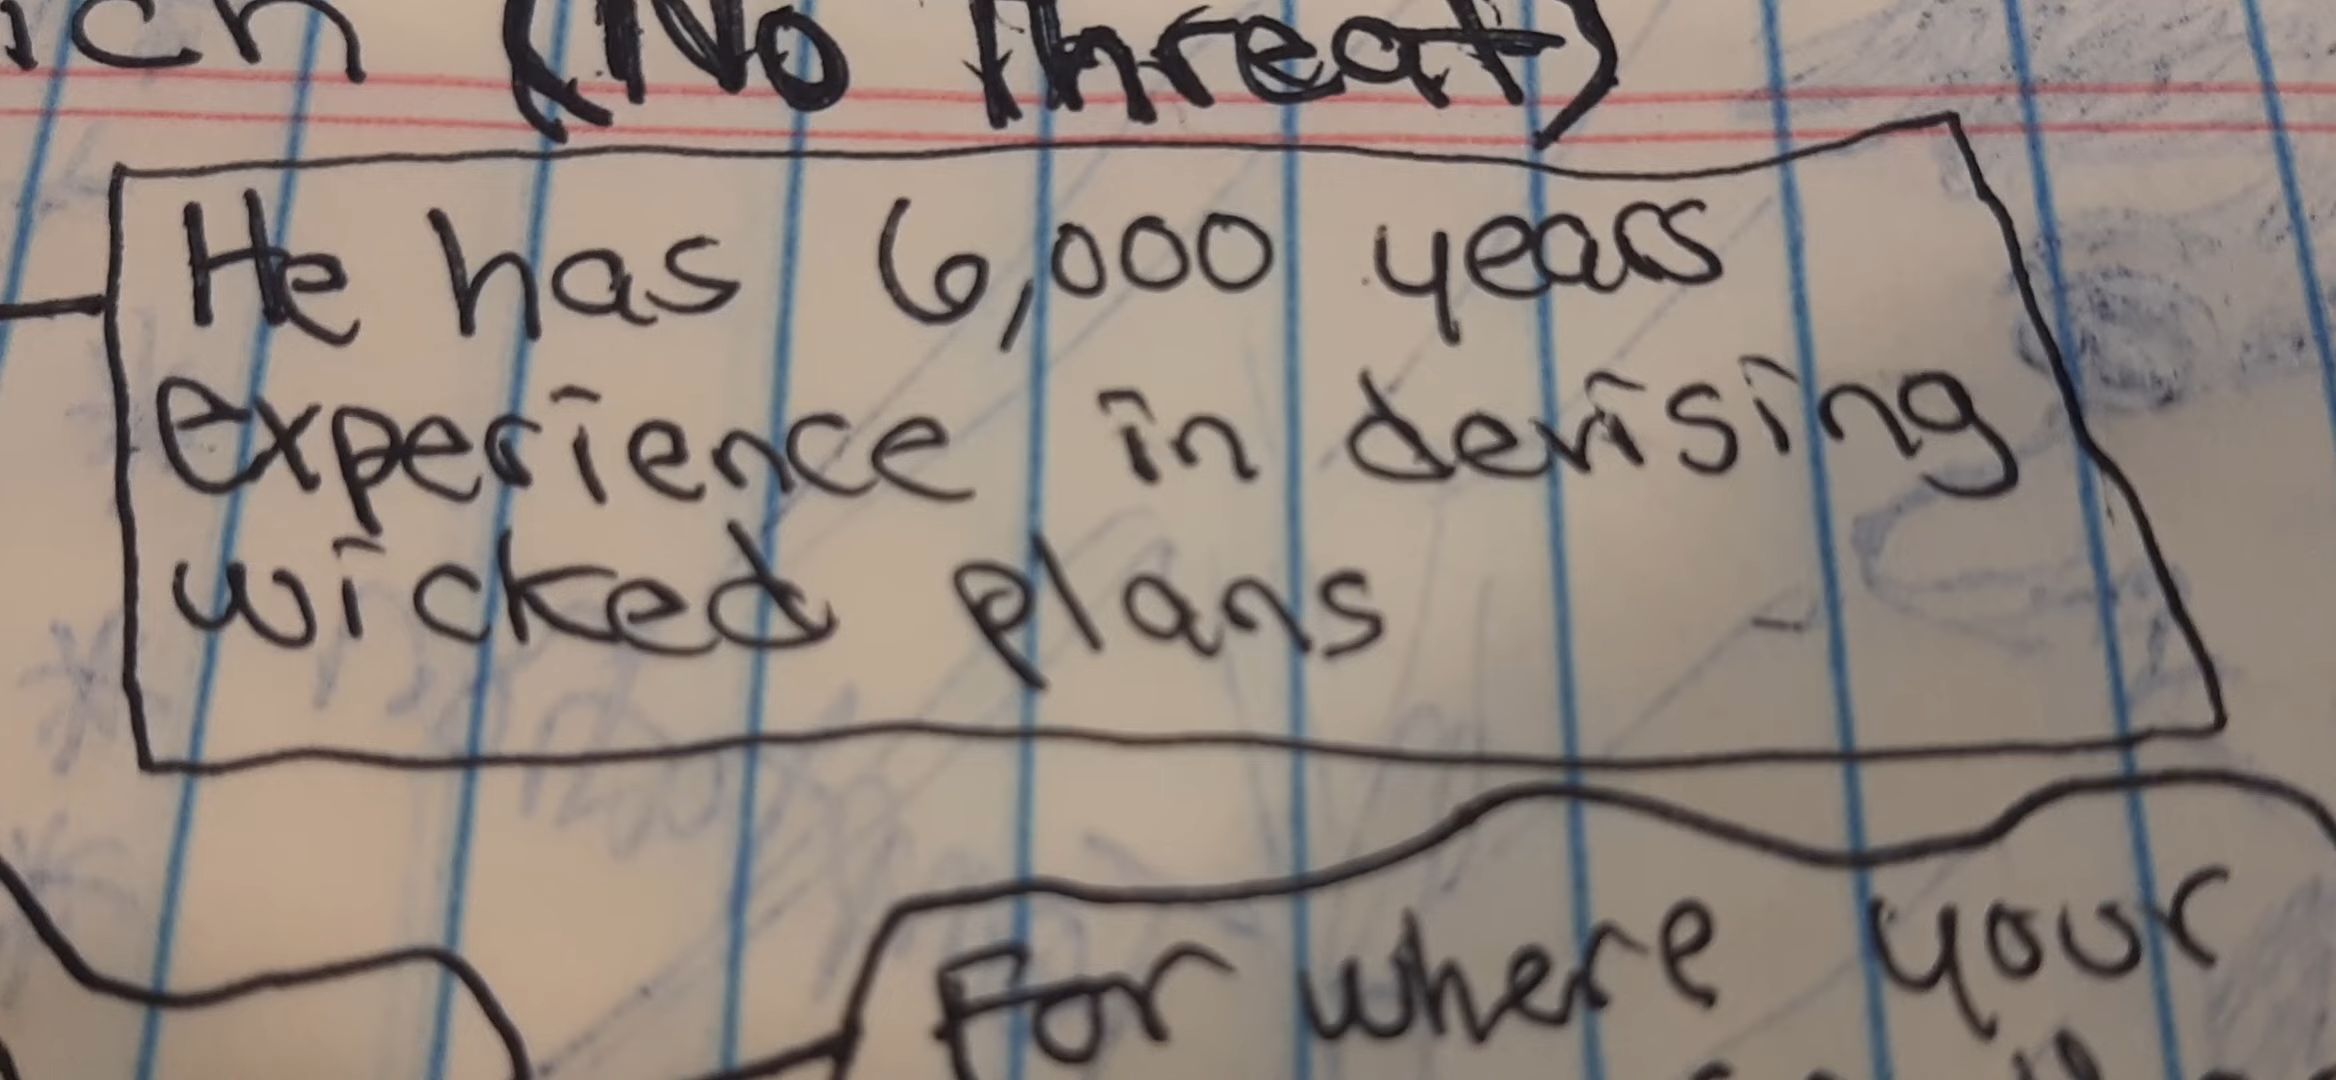 (No Threat)
He has 6,000 years
experience in devising
wicked plans
For where your